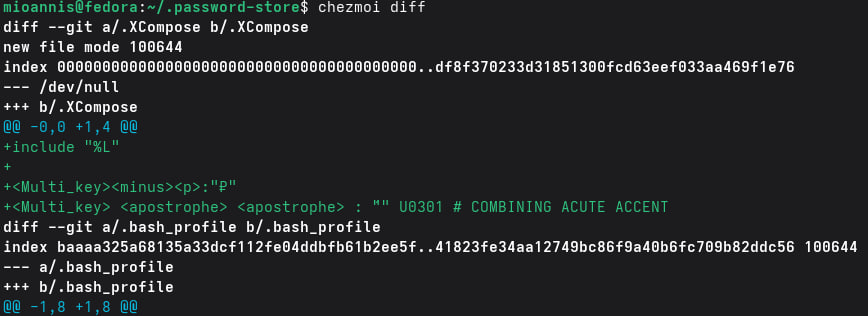 mioannis@fedora:~/.password-store$ chezmoi diff
diff --git a/.XCompose b/.XCompose
new file mode 100644
index 0000000000000000000000000000000000000000..df8f370233d31851300fcd63eef033aa469f1e76
--- /dev/null
+++ b/.XCompose
@@ -0,0 +1,4 @@
+include "%L"
+
+<Multi_key><minus><p>:"₽"
+<Multi_key> <apostrophe> <apostrophe> : "́" U0301 # COMBINING ACUTE ACCENT
diff --git a/.bash_profile b/.bash_profile
index baaaa325a68135a33dcf112fe04ddbfb61b2ee5f..41823fe34aa12749bc86f9a40b6fc709b82ddc56 100644
--- a/.bash_profile
+++ b/.bash_profile
@@ -1,8 +1,8 @@